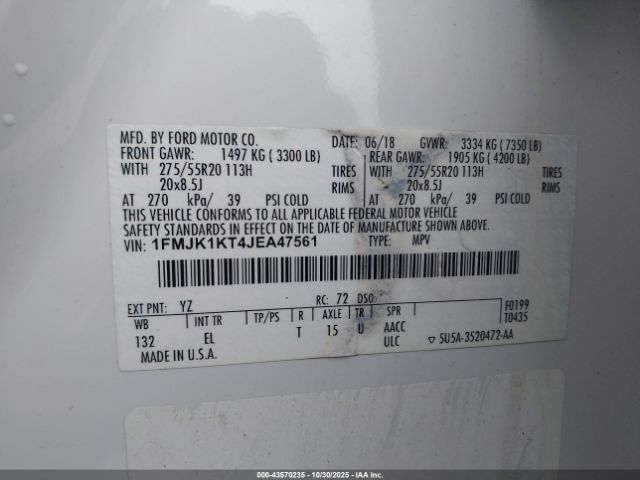 MFD. BY FORD MOTOR CO. DATE: 06/18 GVWR: 3334 KG ( 7350 LB)
FRONT GAWR: 1497 KG ( 3300 LB) REAR GAWR: 1905 KG ( 4200 LB)
WITH 275/55R20 113H TIRES WITH 275/55R20 113H TIRES
20x8.5J RIMS 20x8.5J RIMS
AT 270 kPa/ 39 PSI COLD AT 270 kPa/ 39 PSI COLD
THIS VEHICLE CONFORMS TO ALL APPLICABLE FEDERAL MOTOR VEHICLE
SAFETY STANDARDS IN EFFECT ON THE DATE OF MANUFACTURE SHOWN ABOVE.
VIN: 1FMJK1KT4JEA47561 TYPE: MPV
EXT PNT: YZ RC: 72 DSO: F0199
WB INT TR TP/PS R AXLE TR SPR T0435
132 EL T 15 U AACC
ULC ▽ 5U5A-3520472-AA
MADE IN U.S.A.
000-43570235 - 10/30/2025 - IAA Inc.